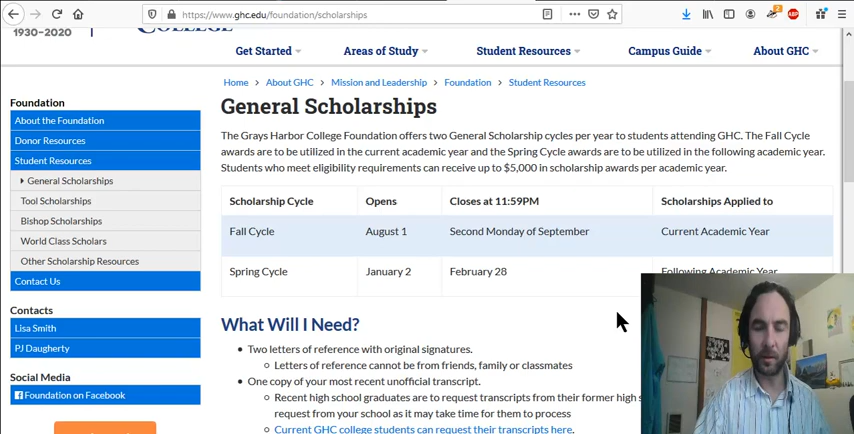 https://www.ghc.edu/foundation/scholarships
2
ABP
1930-2020
COLLEGE
Get Started
Areas of Study
Student Resources
Campus Guide
About GHC
Home > About GHC > Mission and Leadership > Foundation > Student Resources
Foundation
About the Foundation
Donor Resources
Student Resources
General Scholarships
Tool Scholarships
Bishop Scholarships
World Class Scholars
Other Scholarship Resources
Contact Us
Contacts
Lisa Smith
PJ Daugherty
Social Media
Foundation on Facebook
General Scholarships
The Grays Harbor College Foundation offers two General Scholarship cycles per year to students attending GHC. The Fall Cycle
awards are to be utilized in the current academic year and the Spring Cycle awards are to be utilized in the following academic year.
Students who meet eligibility requirements can receive up to $5,000 in scholarship awards per academic year.
Scholarship Cycle Opens Closes at 11:59PM Scholarships Applied to
Fall Cycle August 1 Second Monday of September Current Academic Year
Spring Cycle January 2 February 28 Following Academic Year
What Will I Need?
Two letters of reference with original signatures.
Letters of reference cannot be from friends, family or classmates
One copy of your most recent unofficial transcript.
Recent high school graduates are to request transcripts from their former high s
request from your school as it may take time for them to process
Current GHC college students can request their transcripts here.